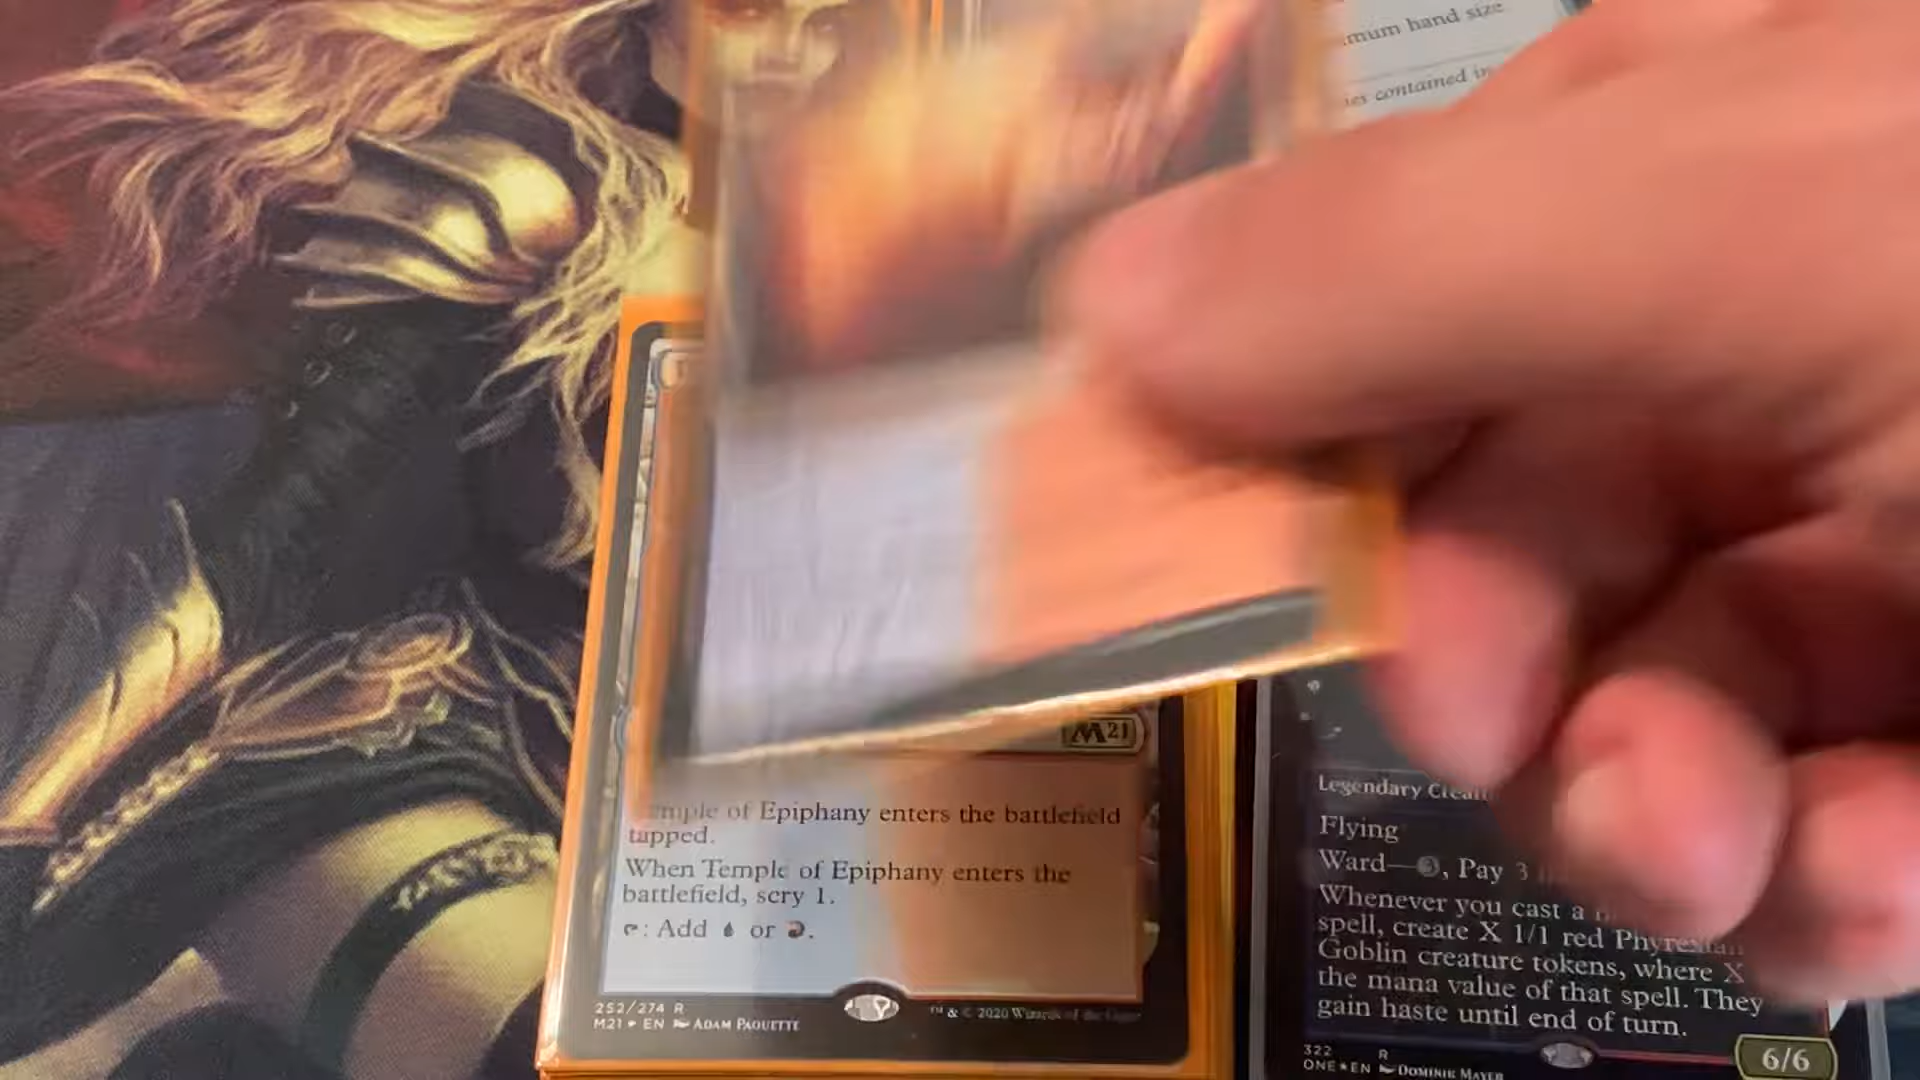 hand size
contained in
M21
Temple of Epiphany enters the battlefield
tapped.
When Temple of Epiphany enters the
battlefield, scry 1.
: Add or .
252/274 R
M21 EN ADAM PAQUETTE
™ & © 2020 Wizards of the Coast
Legendary
Flying
Ward— , Pay 3
Whenever you cast a
spell, create X 1/1 red Phyrexian
Goblin creature tokens, where X
the mana value of that spell. They
gain haste until end of turn.
322 R
ONE EN DOMINIK MAYER
6/6